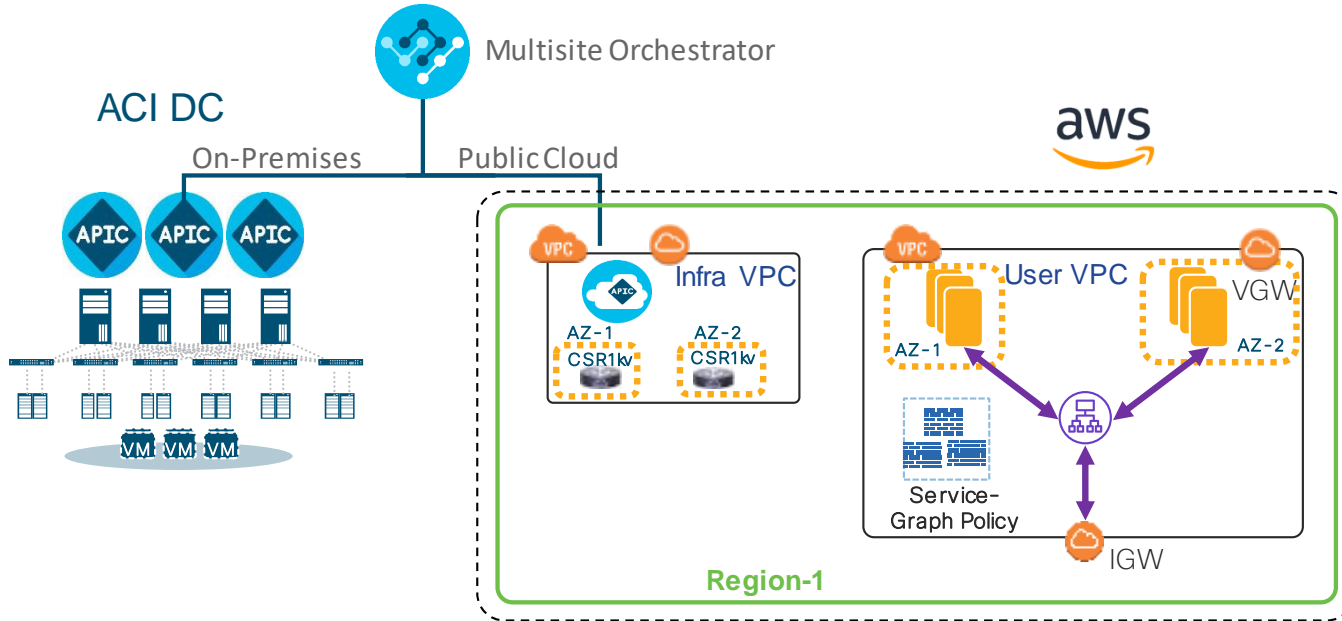 Multisite Orchestrator
ACI DC
On-Premises
Public Cloud
aws
APIC
APIC
APIC
VM
VM
VM
VPC
Infra VPC
APIC
AZ-1
AZ-2
CSR1kv
CSR1kv
VPC
User VPC
VGW
AZ-1
AZ-2
Service-
Graph Policy
IGW
Region-1